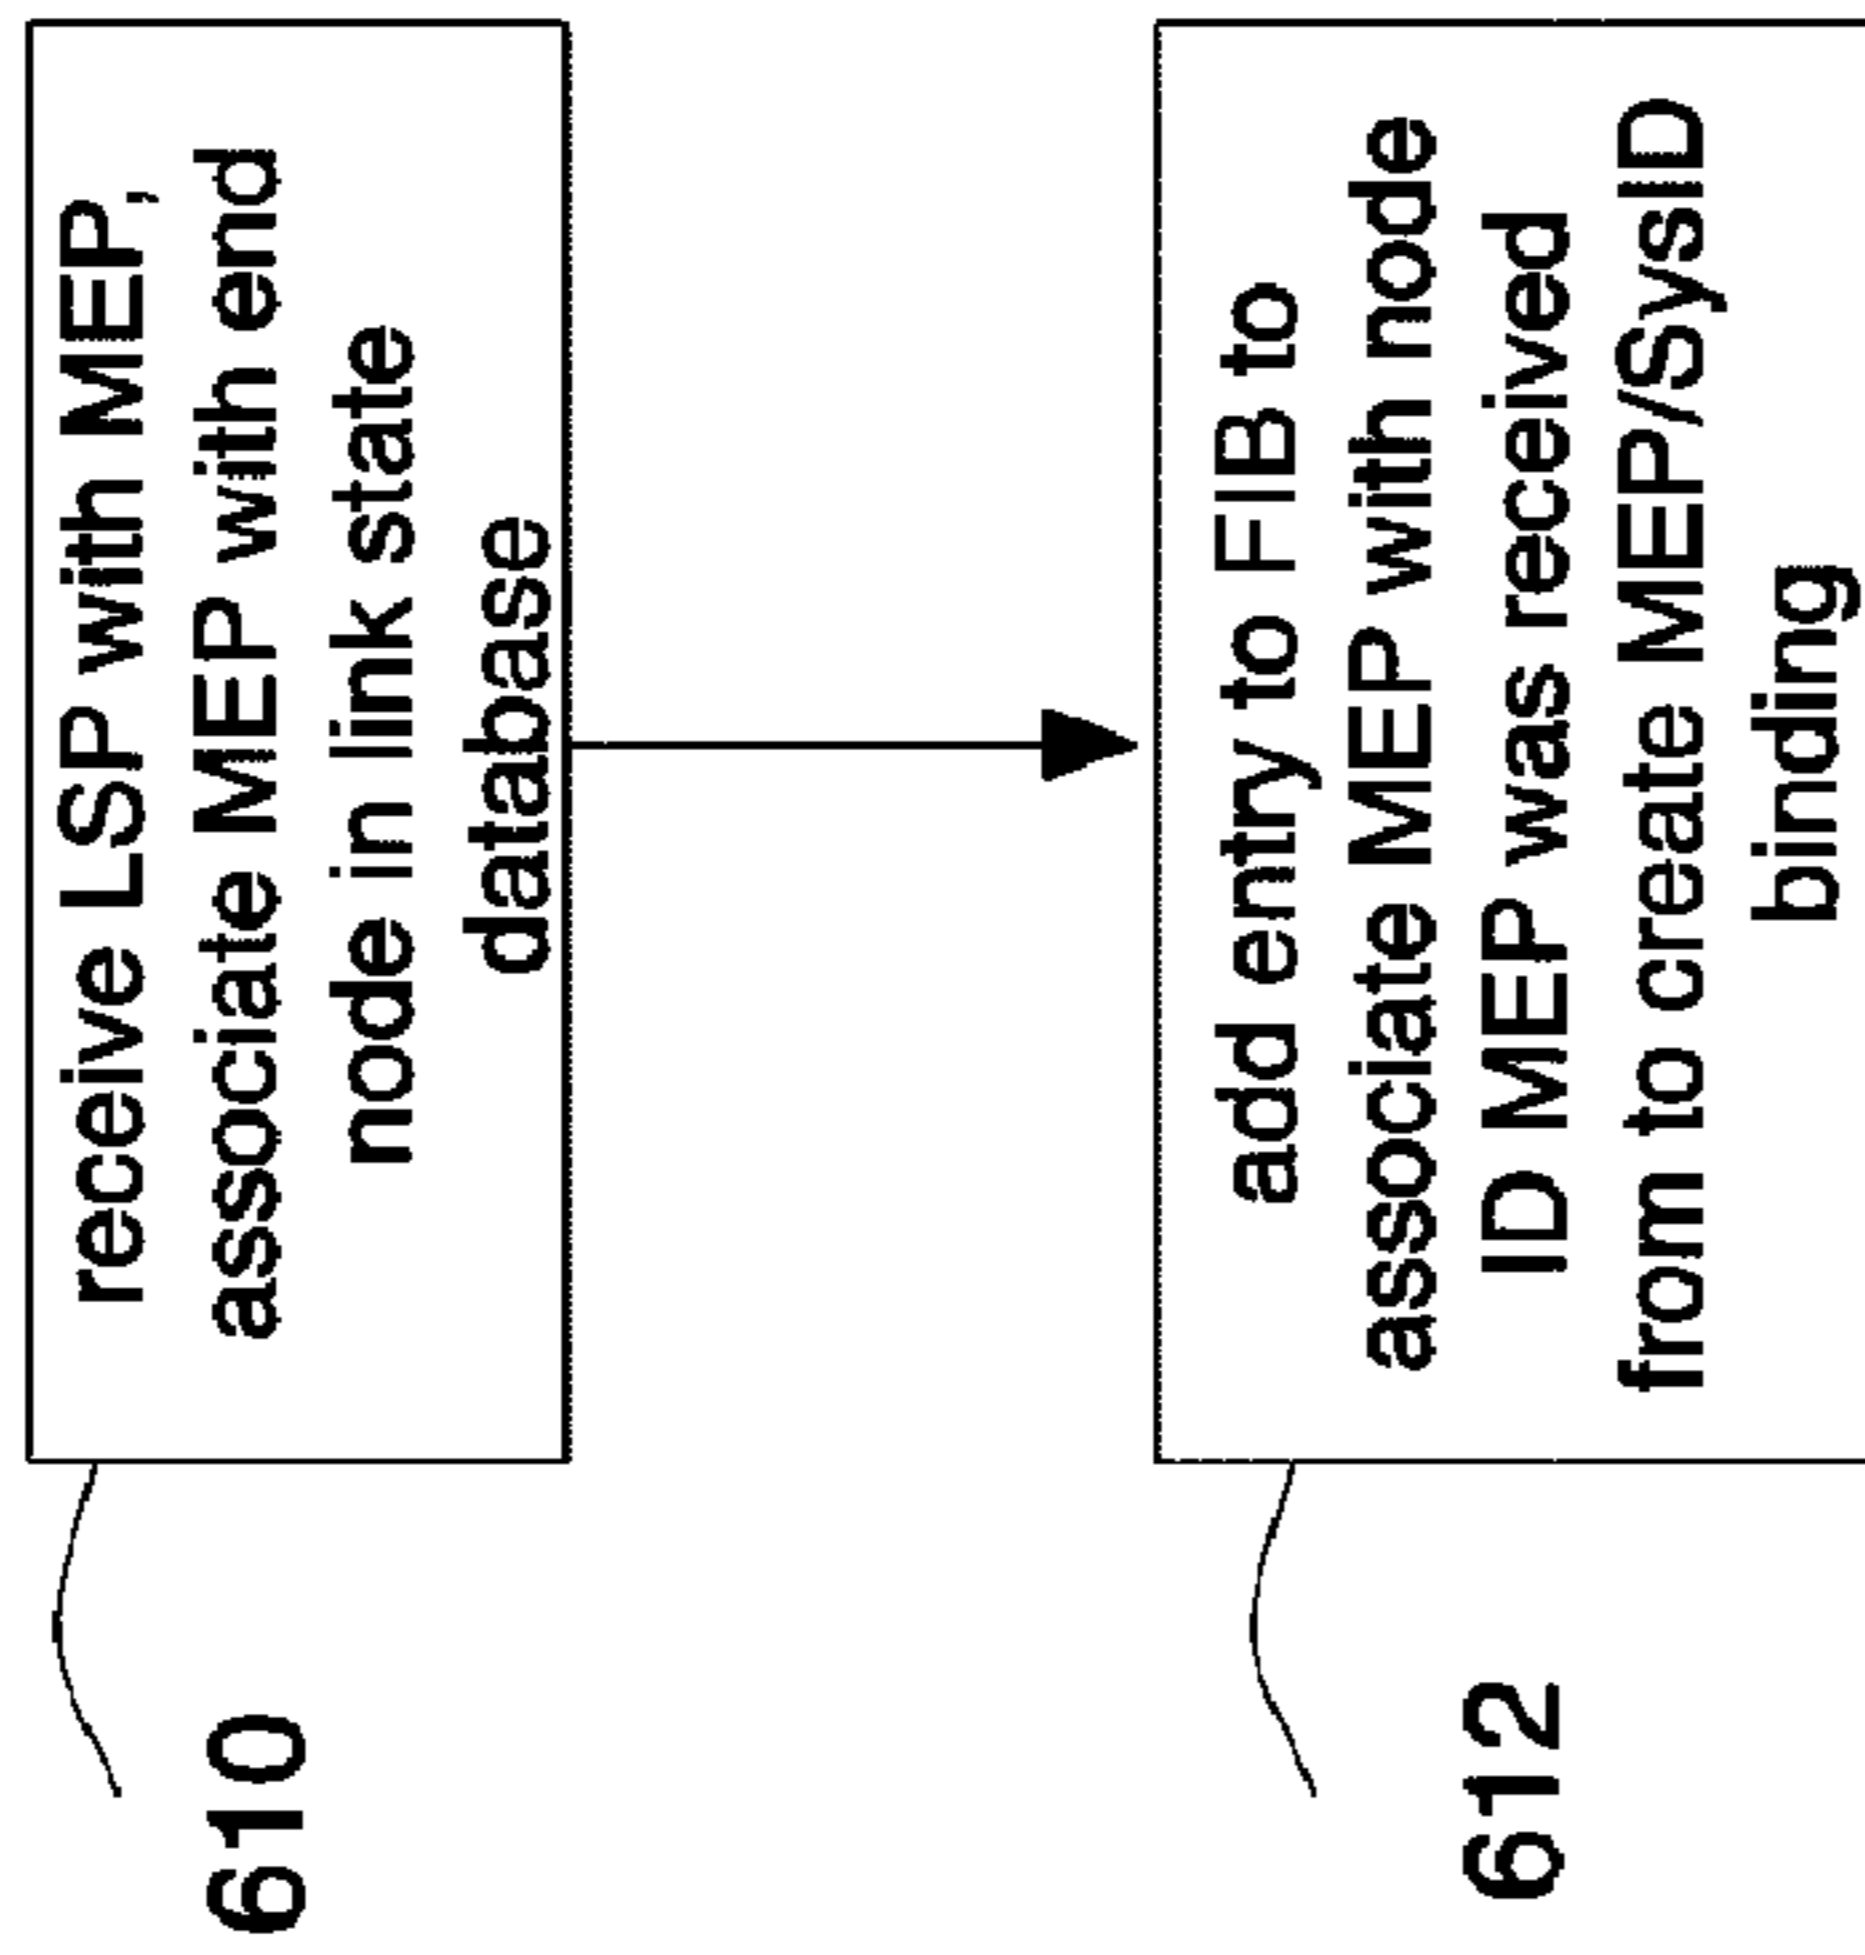 610
receive LSP with MEP,
associate MEP with end
node in link state
database
612
add entry to FIB to
associate MEP with node
ID MEP was received
from to create MEP/SysID
binding